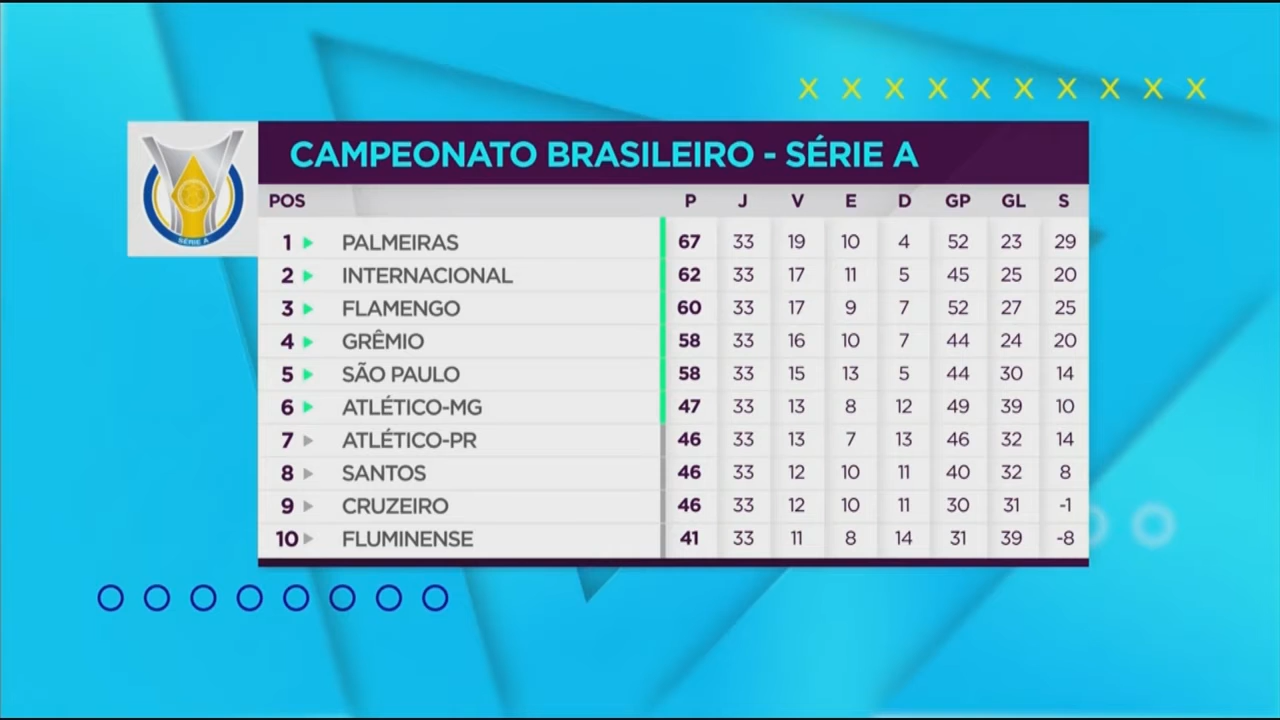 CAMPEONATO BRASILEIRO - SÉRIE A
SÉRIE A
POS P J V E D GP GL S
1 PALMEIRAS 67 33 19 10 4 52 23 29
2 INTERNACIONAL 62 33 17 11 5 45 25 20
3 FLAMENGO 60 33 17 9 7 52 27 25
4 GRÊMIO 58 33 16 10 7 44 24 20
5 SÃO PAULO 58 33 15 13 5 44 30 14
6 ATLÉTICO-MG 47 33 13 8 12 49 39 10
7 ATLÉTICO-PR 46 33 13 7 13 46 32 14
8 SANTOS 46 33 12 10 11 40 32 8
9 CRUZEIRO 46 33 12 10 11 30 31 -1
10 FLUMINENSE 41 33 11 8 14 31 39 -8